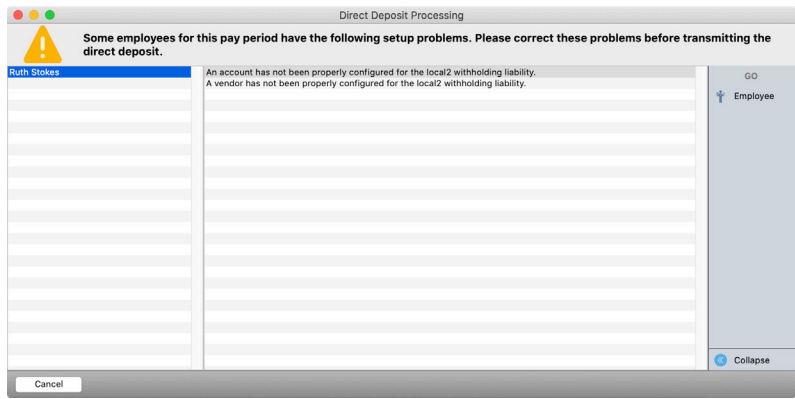 Direct Deposit Processing
Some employees for this pay period have the following setup problems. Please correct these problems before transmitting the
direct deposit.
Ruth Stokes
An account has not been properly configured for the local2 withholding liability.
A vendor has not been properly configured for the local2 withholding liability.
GO
Employee
Collapse
Cancel